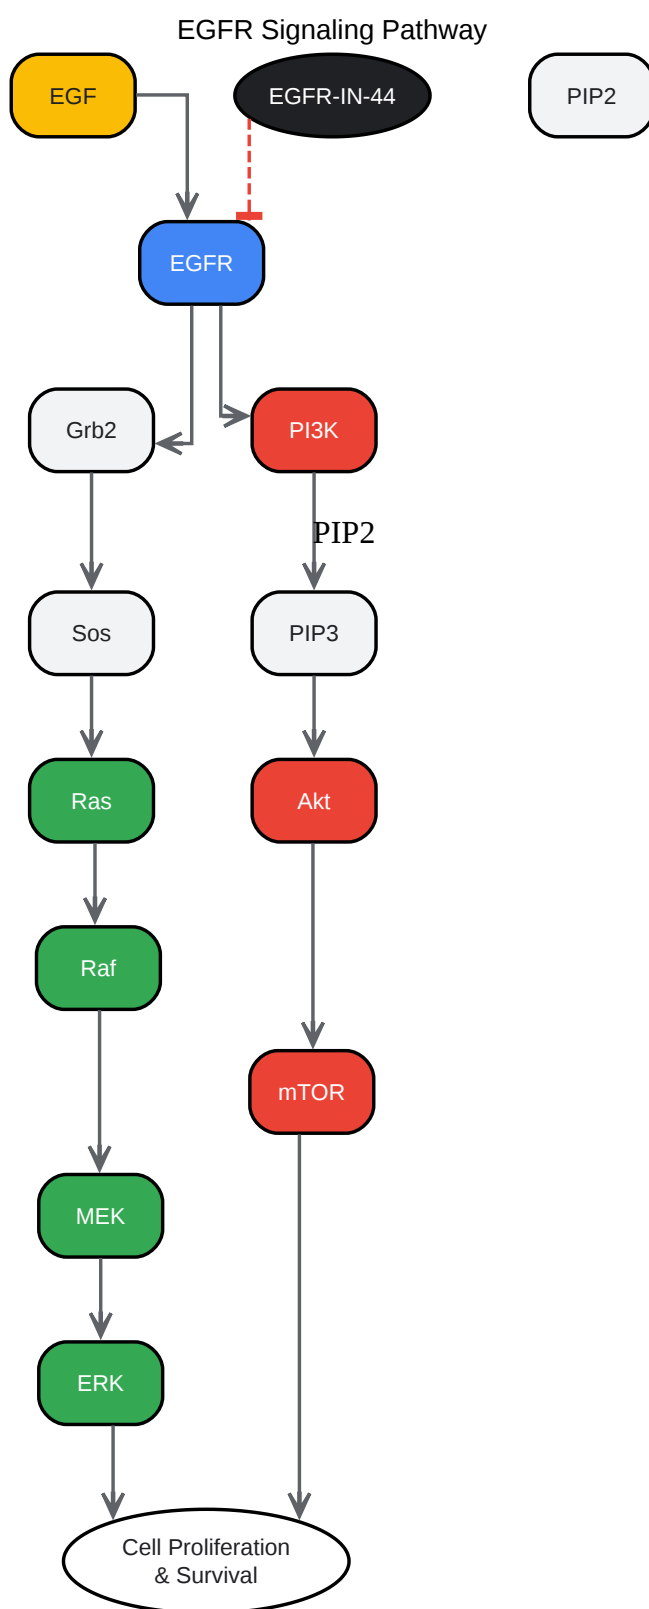 EGFR Signaling Pathway
EGF
EGFR-IN-44
PIP2
EGFR
Grb2
PI3K
PIP2
Sos
PIP3
Ras
Akt
Raf
mTOR
MEK
ERK
Cell Proliferation
& Survival